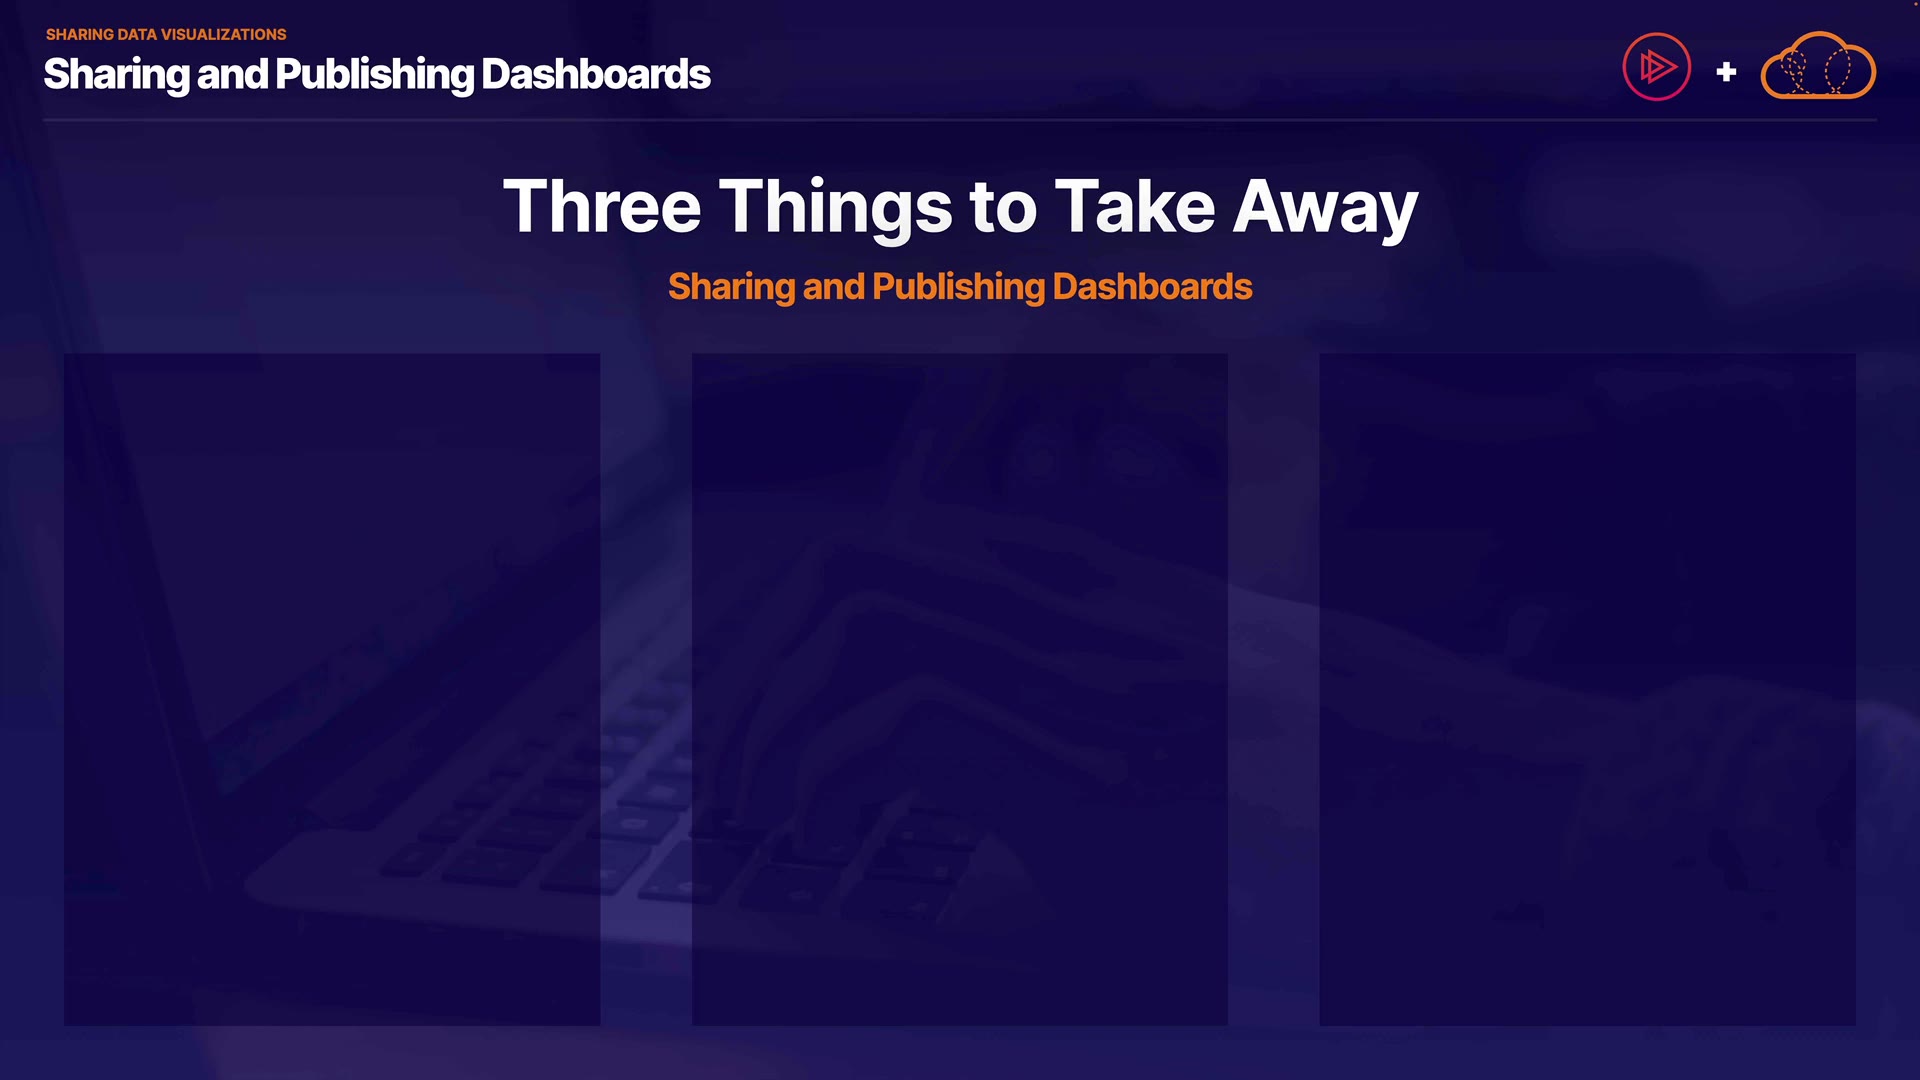 SHARING DATA VISUALIZATIONS
Sharing and Publishing Dashboards
+
Three Things to Take Away
Sharing and Publishing Dashboards